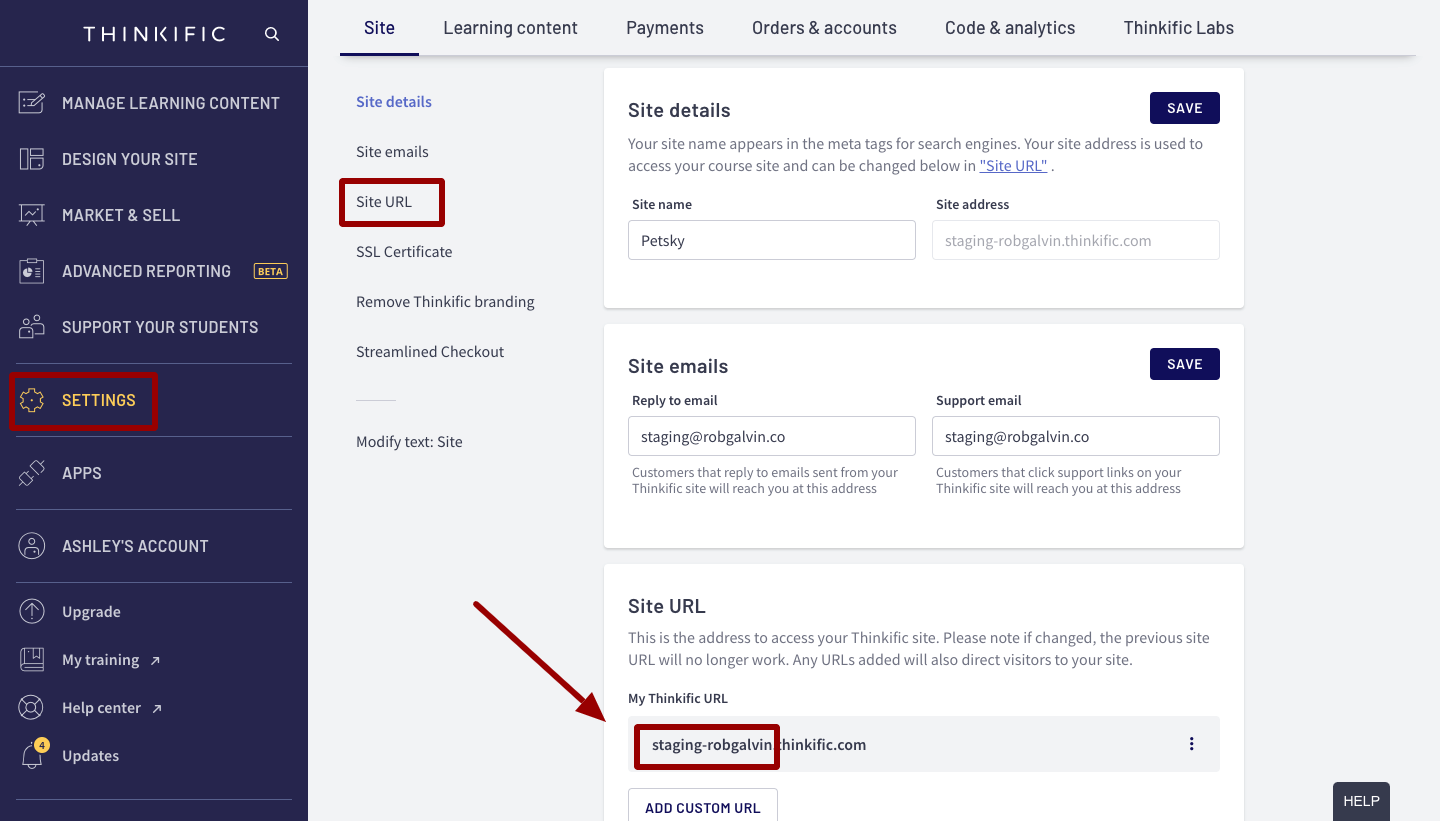 THINKIFIC
MANAGE LEARNING CONTENT
DESIGN YOUR SITE
MARKET & SELL
ADVANCED REPORTING BETA
SUPPORT YOUR STUDENTS
SETTINGS
APPS
ASHLEY'S ACCOUNT
Upgrade
My training
Help center
4
Updates
Site Learning content Payments Orders & accounts Code & analytics Thinkific Labs
Site details
Site emails
Site URL
SSL Certificate
Remove Thinkific branding
Streamlined Checkout
Modify text: Site
Site details
SAVE
Your site name appears in the meta tags for search engines. Your site address is used to
access your course site and can be changed below in "Site URL" .
Site name Site address
Petsky staging-robgalvin.thinkific.com
Site emails
SAVE
Reply to email Support email
staging@robgalvin.co staging@robgalvin.co
Customers that reply to emails sent from your Customers that click support links on your
Thinkific site will reach you at this address Thinkific site will reach you at this address
Site URL
This is the address to access your Thinkific site. Please note if changed, the previous site
URL will no longer work. Any URLs added will also direct visitors to your site.
My Thinkific URL
staging-robgalvin.thinkific.com
ADD CUSTOM URL
HELP